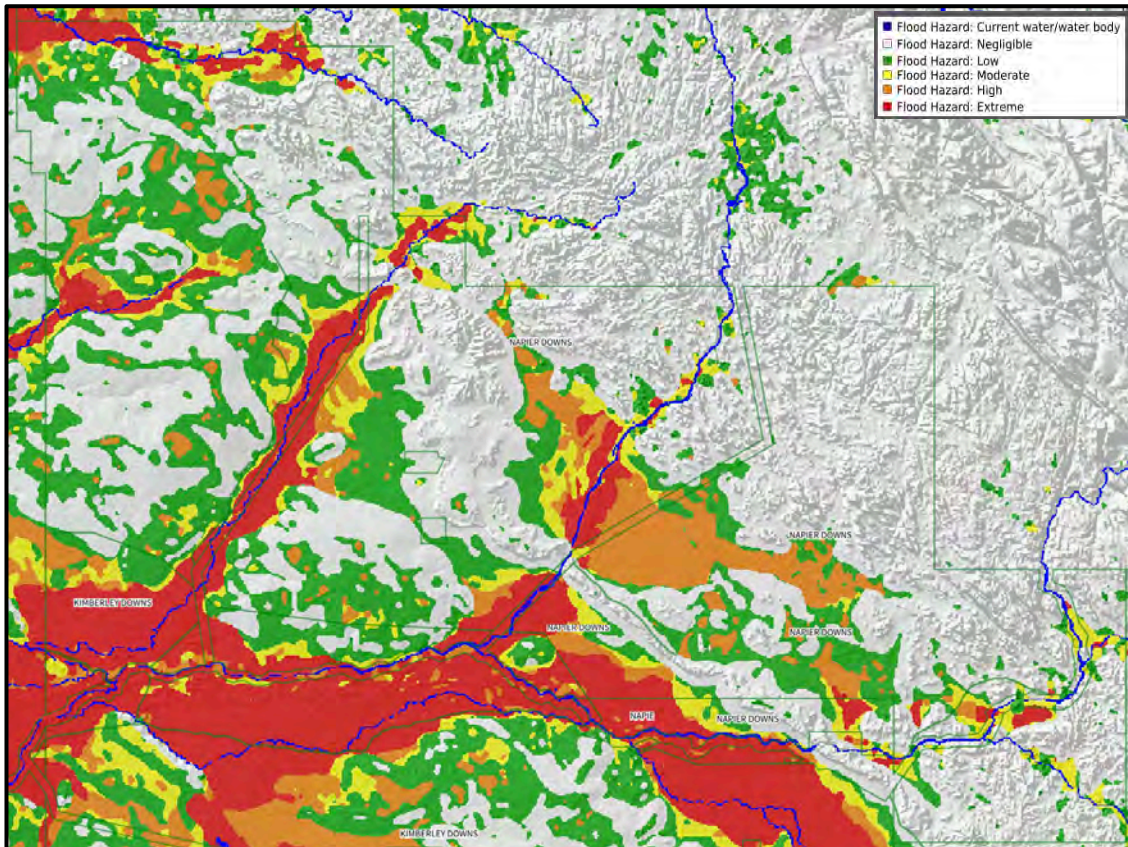 Flood Hazard: Current water/water body
Flood Hazard: Negligible
Flood Hazard: Low
Flood Hazard: Moderate
Flood Hazard: High
Flood Hazard: Extreme
NAPIER DOWNS
NAPIER DOWNS
KIMBERLEY DOWNS
NAPIER DOWNS
NAPIER DOWNS
NAPIE
NAPIER DOWNS
KIMBERLEY DOWNS